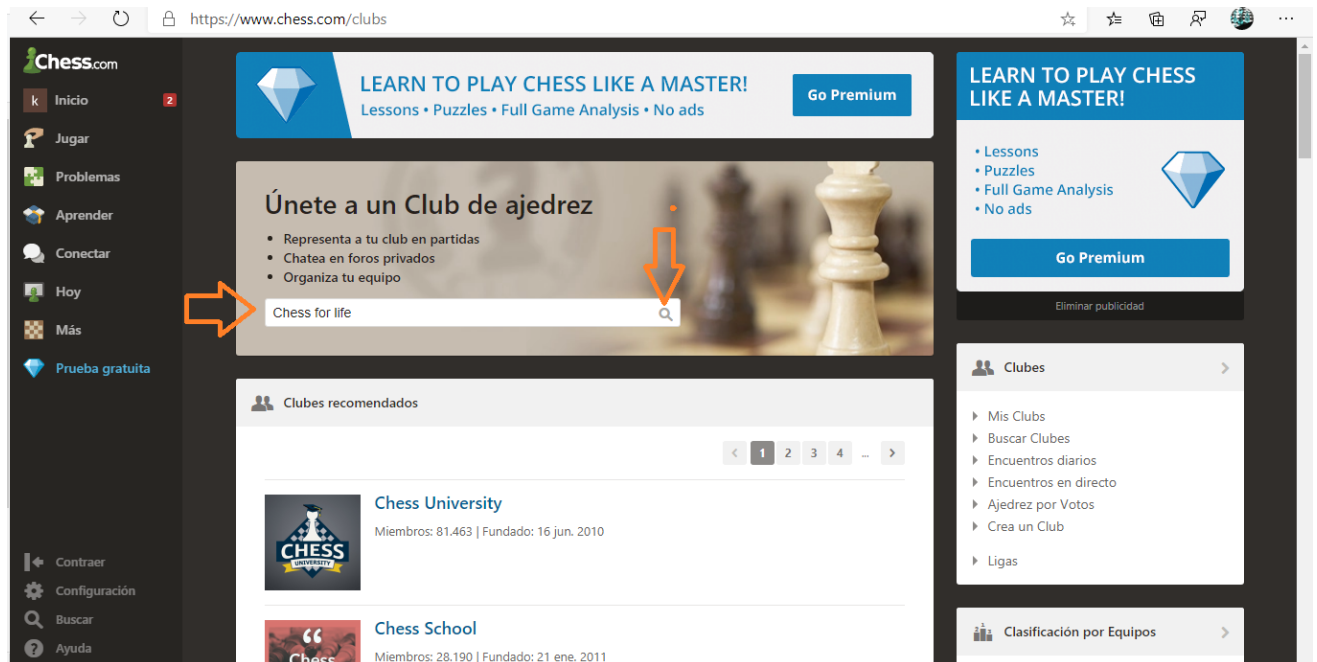 https://www.chess.com/clubs
Chess.com
k Inicio 2
Jugar
Problemas
Aprender
Conectar
Hoy
Más
Prueba gratuita
Contraer
Configuración
Buscar
Ayuda
LEARN TO PLAY CHESS LIKE A MASTER!
Lessons • Puzzles • Full Game Analysis • No ads
Go Premium
Únete a un Club de ajedrez
• Representa a tu club en partidas
• Chatea en foros privados
• Organiza tu equipo
Chess for life
Clubes recomendados
< 1 2 3 4 ... >
CHESS
UNIVERSITY
Chess University
Miembros: 81.463 | Fundado: 16 jun. 2010
“
Chess
Chess School
Miembros: 28.190 | Fundado: 21 ene. 2011
LEARN TO PLAY CHESS
LIKE A MASTER!
• Lessons
• Puzzles
• Full Game Analysis
• No ads
Go Premium
Eliminar publicidad
Clubes
Mis Clubs
Buscar Clubes
Encuentros diarios
Encuentros en directo
Ajedrez por Votos
Crea un Club
Ligas
Clasificación por Equipos